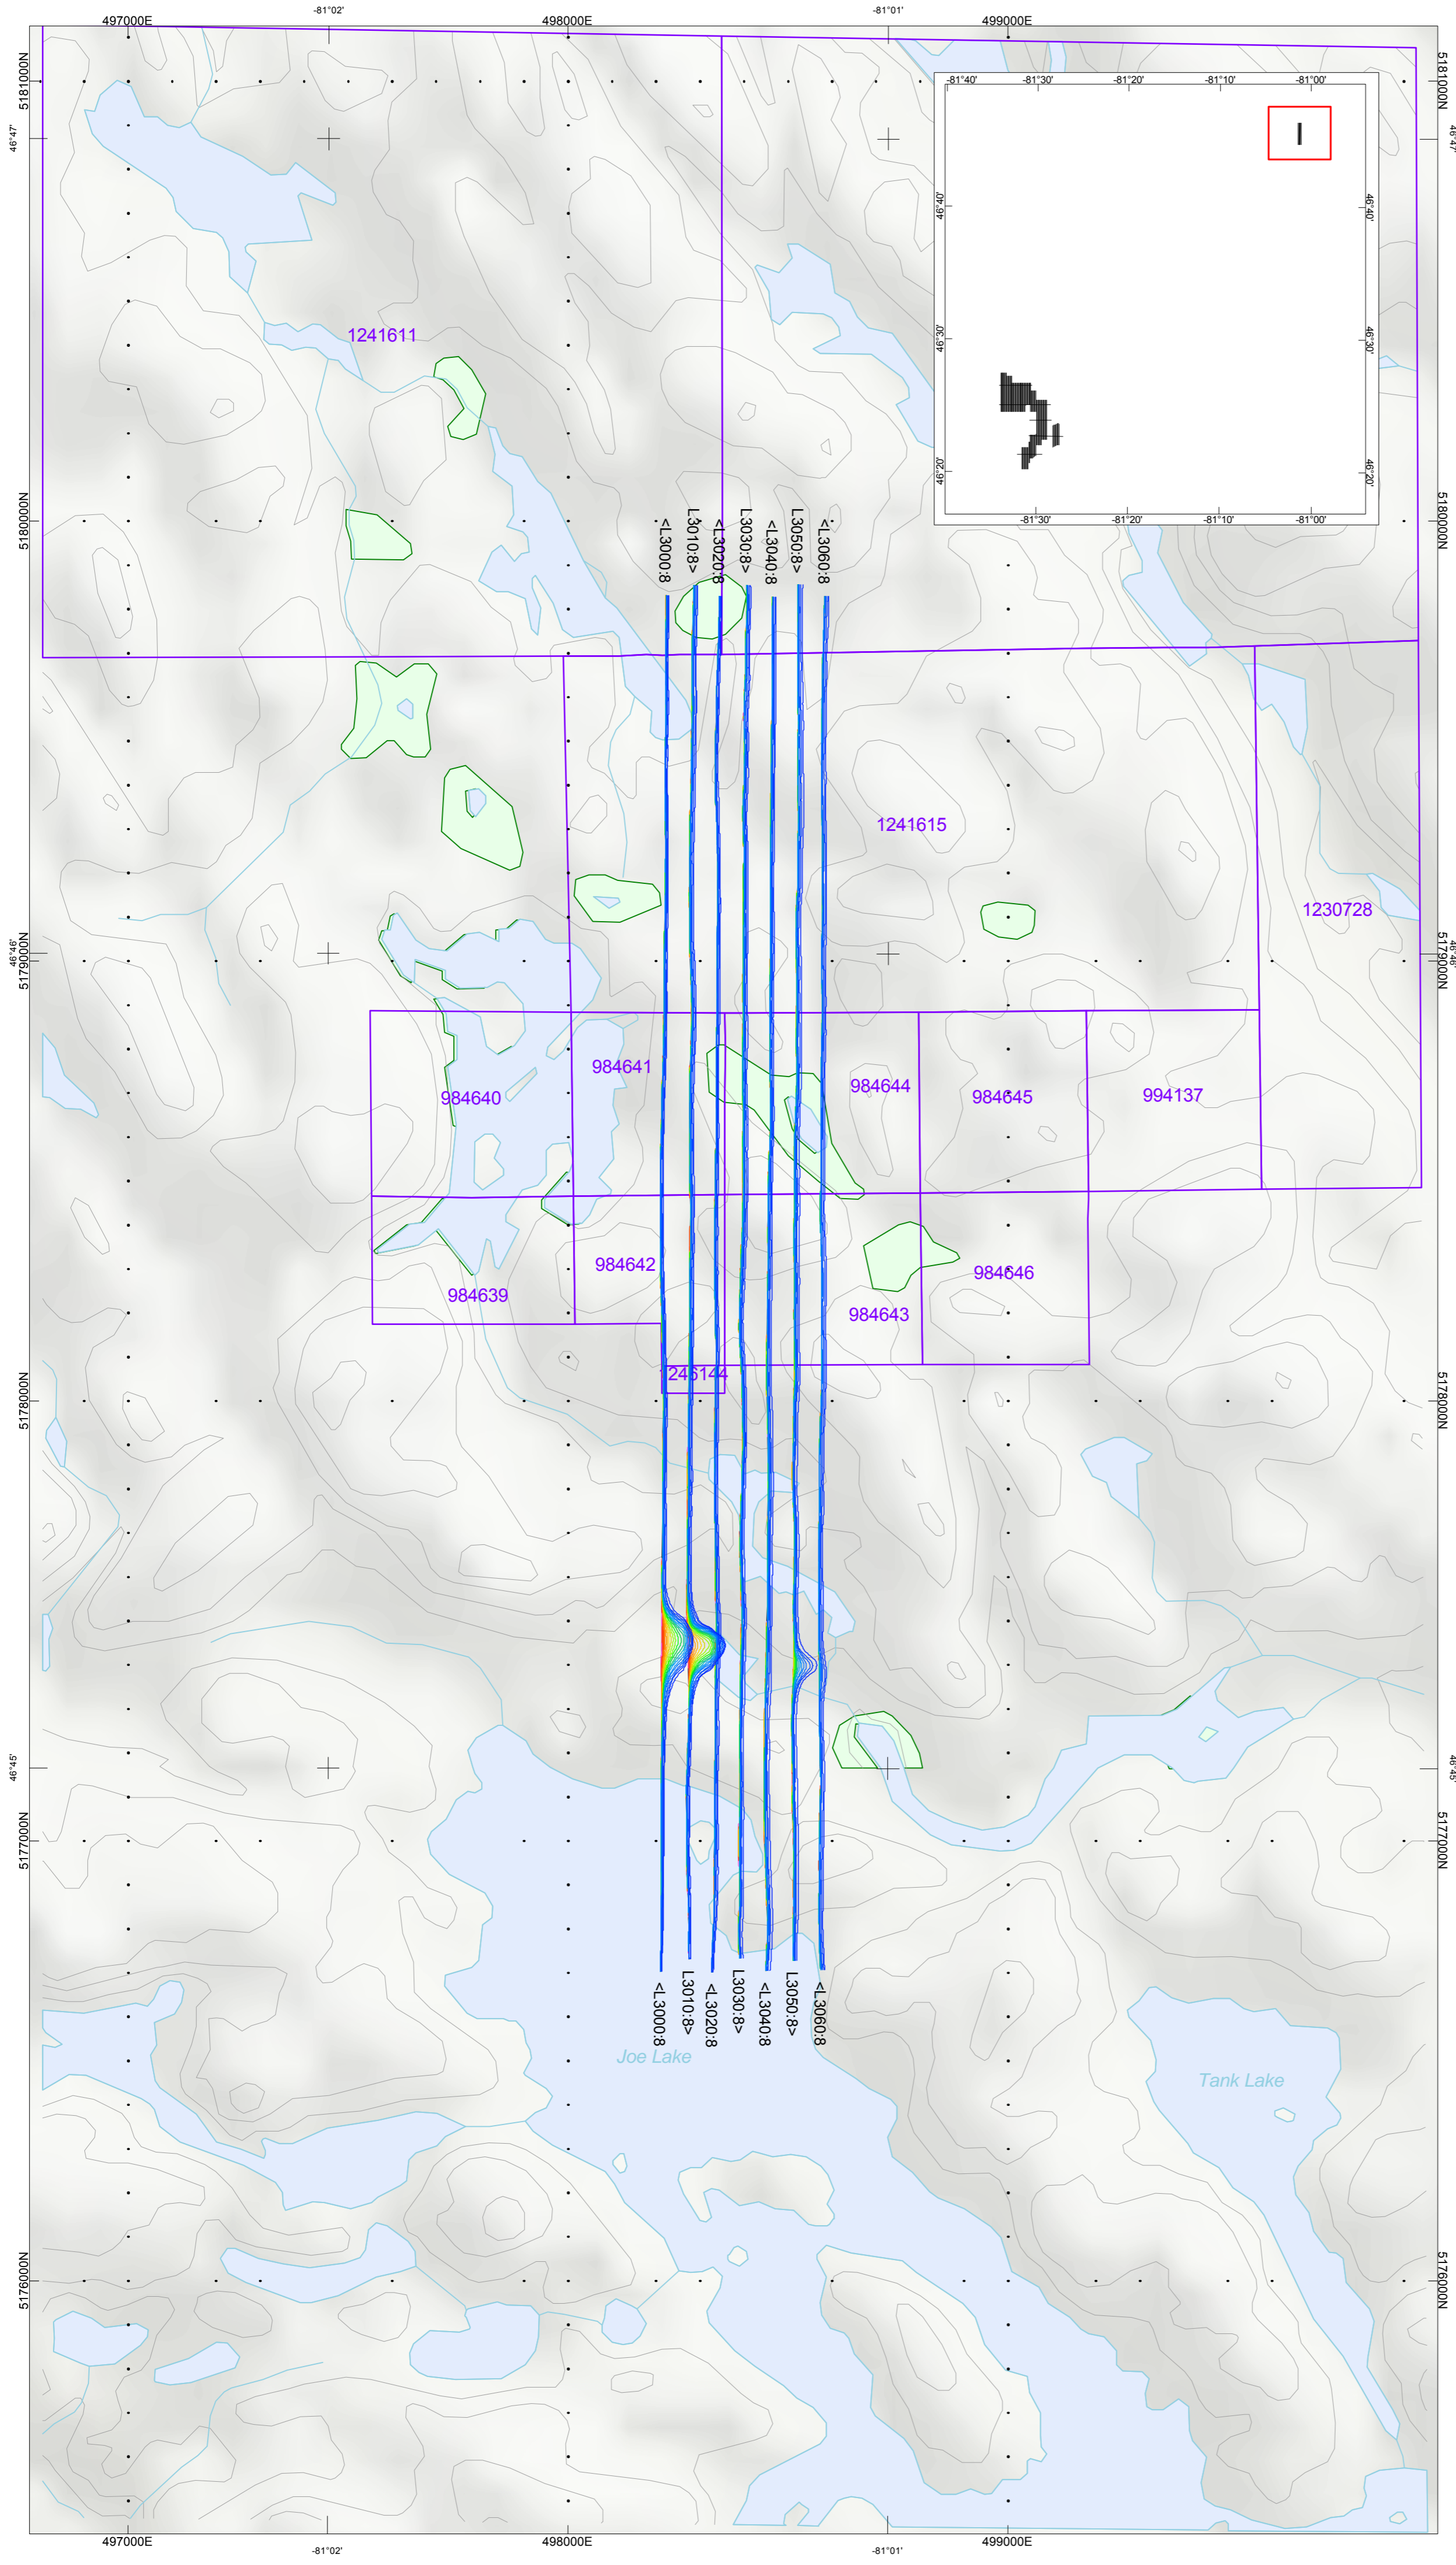 -81°02' -81°01'
497000E 498000E 499000E
5181000N 5181000N
46°47' 46°47'
-81°40' -81°30' -81°20' -81°10' -81°00'
46°40' 46°40'
46°30' 46°30'
46°20' 46°20'
-81°30' -81°20' -81°10' -81°00'
1241611
5180000N 5180000N
<L3000:8 L3010:8> <L3020:8 L3030:8> <L3040:8 L3050:8> <L3060:8
1241615
1230728
46°46' 46°46'
5179000N 5179000N
984641
984640 984644 984645 994137
984642
984639 984643 984646
1246144
5178000N 5178000N
46°45' 46°45'
5177000N 5177000N
<L3000:8 L3010:8> <L3020:8 L3030:8> <L3040:8 L3050:8> <L3060:8
Joe Lake
Tank Lake
5176000N 5176000N
497000E 498000E 499000E
-81°02' -81°01'